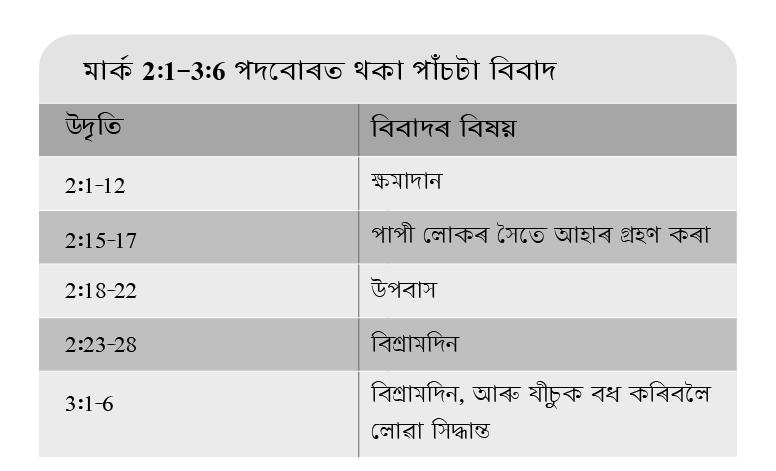 মাৰ্ক 2:1–3:6 পদবোৰত থকা পাঁচটা বিবাদ
উদৃতি বিবাদৰ বিষয়
2:1-12 ক্ষমাদান
2:15-17 পাপী লোকৰ সৈতে আহাৰ গ্ৰহণ কৰা
2:18-22 উপবাস
2:23-28 বিশ্ৰামদিন
3:1-6 বিশ্ৰামদিন, আৰু যীচুক বধ কৰিবলৈ
লোৱা সিদ্ধান্ত